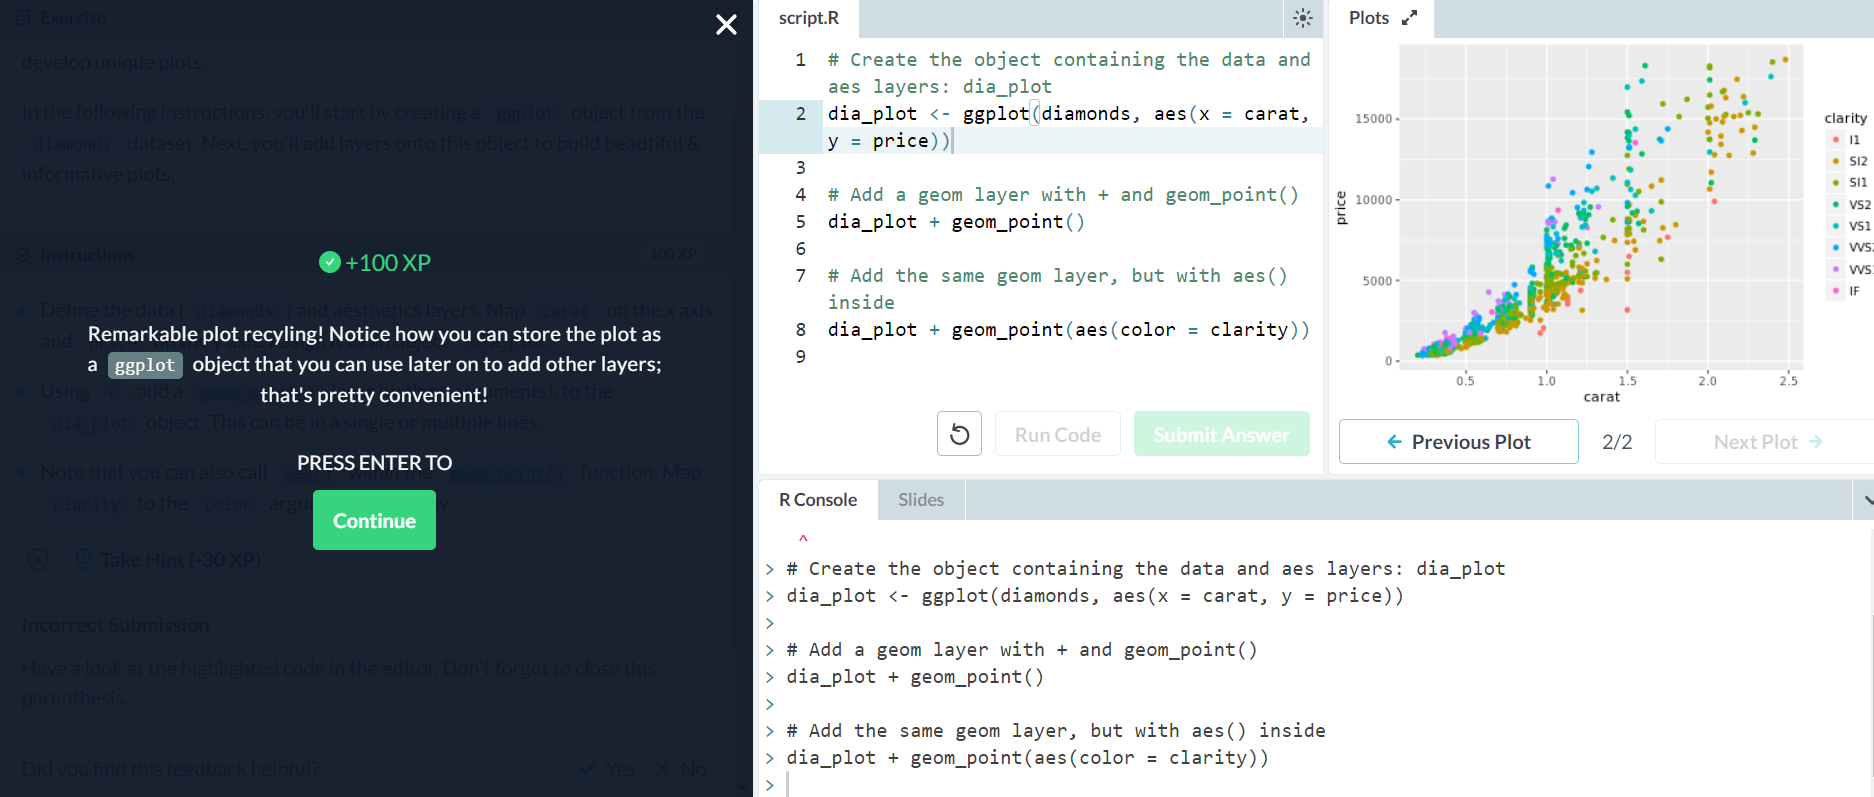 Exercise
develop unique plots.
In the following instructions, you'll start by creating a ggplot object from the
diamonds dataset. Next, you'll add layers onto this object to build beautiful &
informative plots.
Instructions
100 XP
Define the data ( diamonds ) and aesthetics layers. Map carat on the x axis
and
Using + , add a
ments), to the
dia_plot object. This can be in a single or multiple lines.
Note that you can also call aes() within the geom_point() function. Map
clarity to the color
Take Hint (-30 XP)
Incorrect Submission
Have a look at the highlighted code in the editor. Don't forget to close this
parenthesis.
Did you find this feedback helpful?
Yes
No
+100 XP
Remarkable plot recyling! Notice how you can store the plot as
a ggplot object that you can use later on to add other layers;
that's pretty convenient!
PRESS ENTER TO
Continue
script.R
1 # Create the object containing the data and
aes layers: dia_plot
2 dia_plot <- ggplot(diamonds, aes(x = carat,
y = price))
3
4 # Add a geom layer with + and geom_point()
5 dia_plot + geom_point()
6
7 # Add the same geom layer, but with aes()
inside
8 dia_plot + geom_point(aes(color = clarity))
9
Run Code
Submit Answer
Plots
15000
10000
5000
0
price
0.5 1.0 1.5 2.0 2.5
carat
clarity
I1
SI2
SI1
VS2
VS1
VVS
VVS
IF
← Previous Plot
2/2
Next Plot →
R Console
Slides
^
> # Create the object containing the data and aes layers: dia_plot
> dia_plot <- ggplot(diamonds, aes(x = carat, y = price))
>
> # Add a geom layer with + and geom_point()
> dia_plot + geom_point()
>
> # Add the same geom layer, but with aes() inside
> dia_plot + geom_point(aes(color = clarity))
>